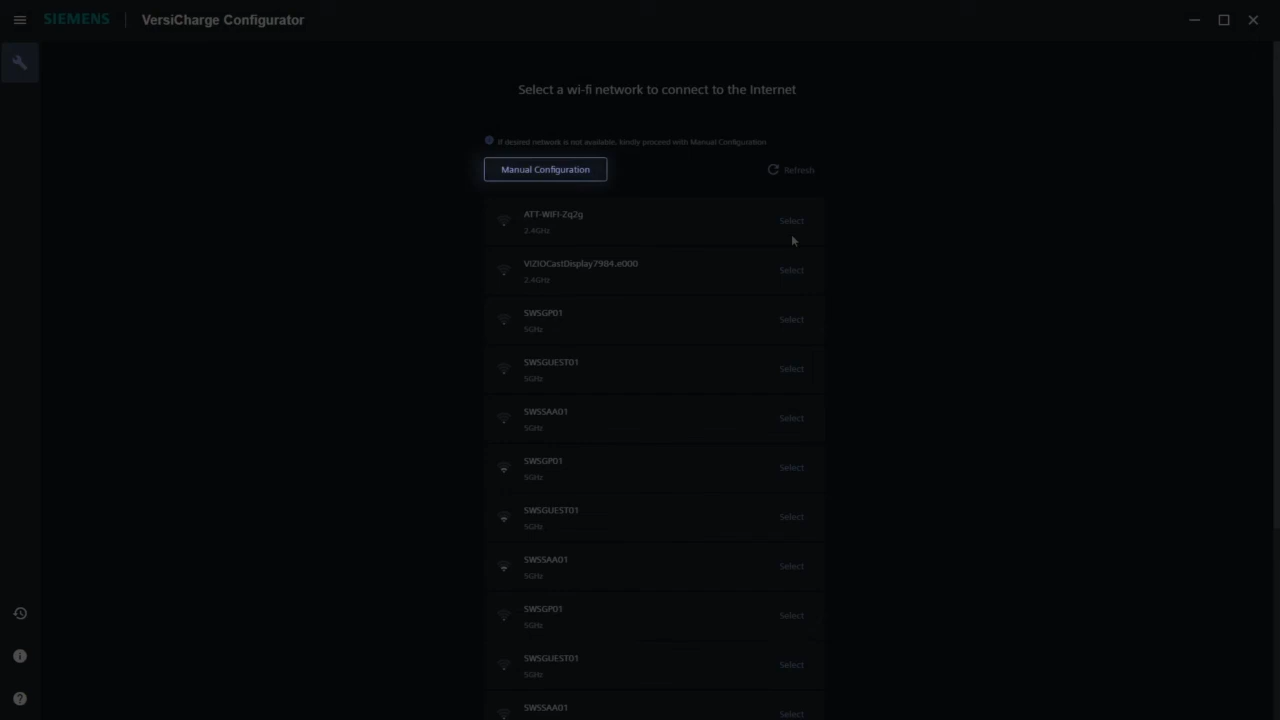 SIEMENS
VersiCharge Configurator
Select a wi-fi network to connect to the Internet
If desired network is not available, kindly proceed with Manual Configuration
Manual Configuration
Refresh
ATT-WIFI-Zq2g
2.4GHz
Select
VIZIOCastDisplay7984.e000
2.4GHz
Select
SWSGP01
5GHz
Select
SWSGUEST01
5GHz
Select
SWSSAA01
5GHz
Select
SWSGP01
5GHz
Select
SWSGUEST01
5GHz
Select
SWSSAA01
5GHz
Select
SWSGP01
5GHz
Select
SWSGUEST01
5GHz
Select
SWSSAA01
Select